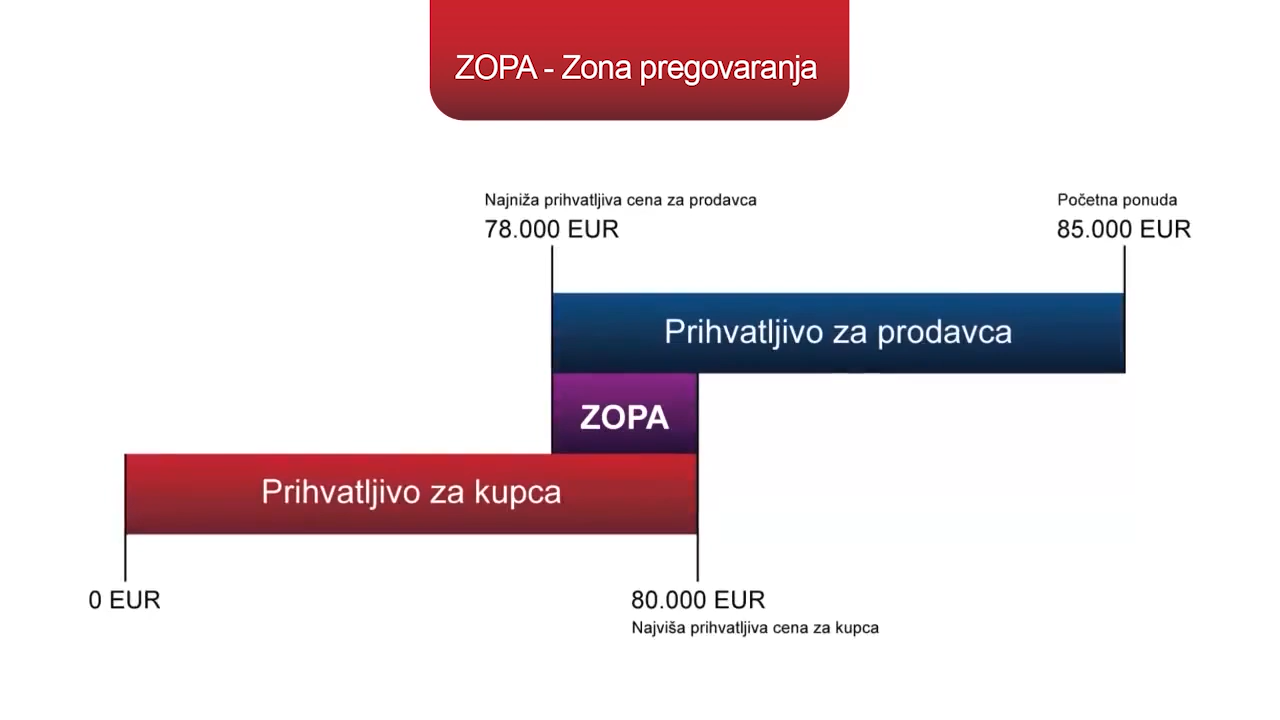 ZOPA - Zona pregovaranja
Najniža prihvatljiva cena za prodavca
78.000 EUR
Početna ponuda
85.000 EUR
Prihvatljivo za prodavca
ZOPA
Prihvatljivo za kupca
0 EUR
80.000 EUR
Najviša prihvatljiva cena za kupca